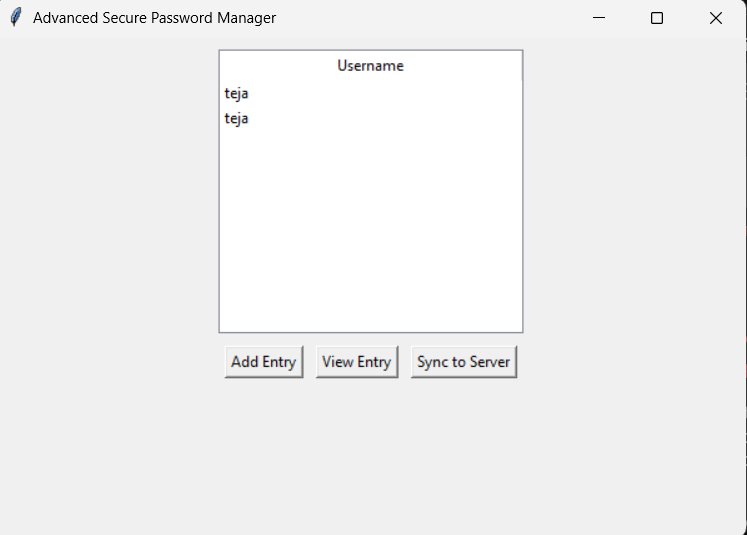 Advanced Secure Password Manager
Username
teja
teja
Add Entry View Entry Sync to Server